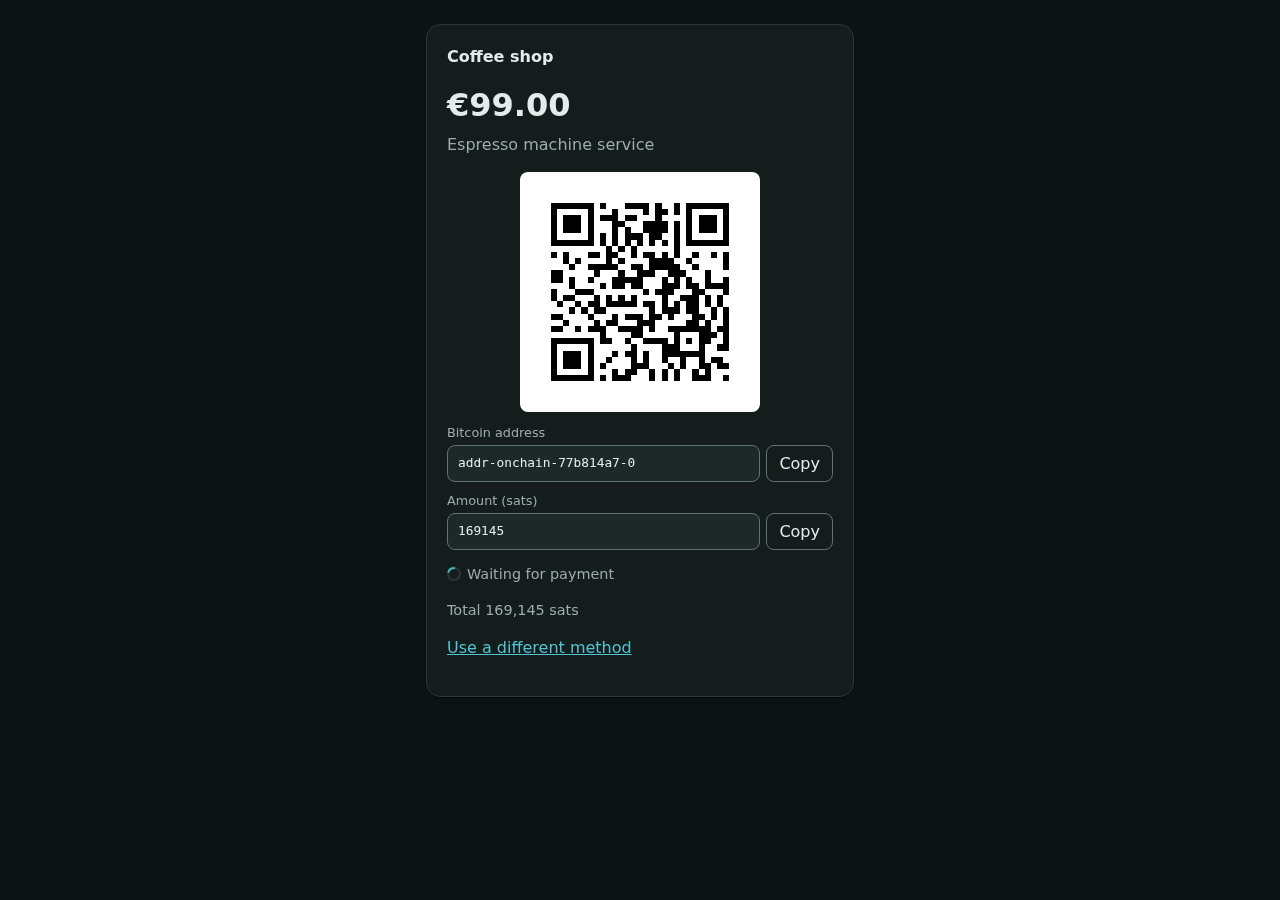 Coffee shop
€99.00
Espresso machine service
Bitcoin address
addr-onchain-77b814a7-0 Copy
Amount (sats)
169145 Copy
Waiting for payment
Total 169,145 sats
Use a different method